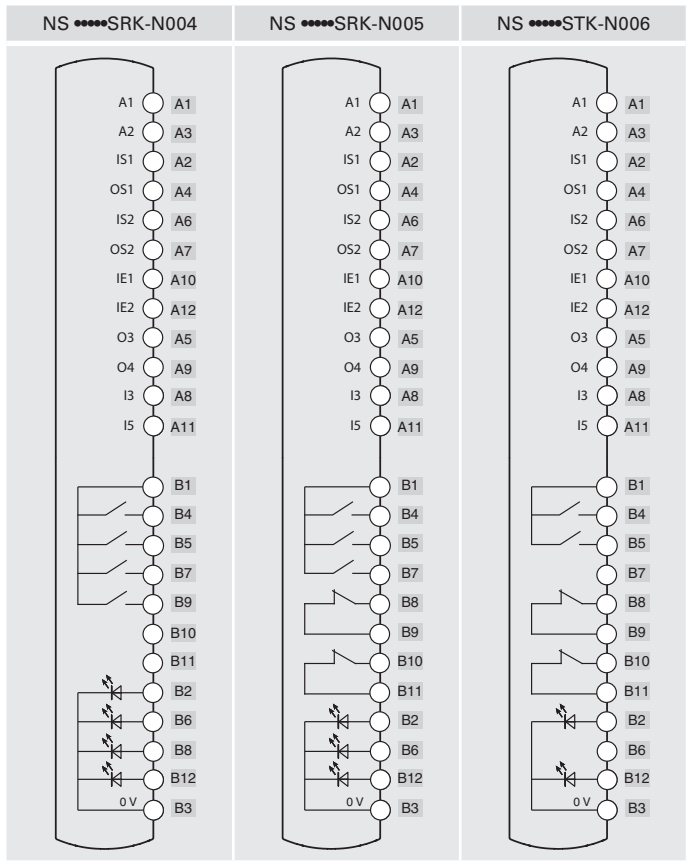 NS •••••SRK-N004 NS •••••SRK-N005 NS •••••STK-N006
A1 A1 A1 A1 A1 A1
A2 A3 A2 A3 A2 A3
IS1 A2 IS1 A2 IS1 A2
OS1 A4 OS1 A4 OS1 A4
IS2 A6 IS2 A6 IS2 A6
OS2 A7 OS2 A7 OS2 A7
IE1 A10 IE1 A10 IE1 A10
IE2 A12 IE2 A12 IE2 A12
O3 A5 O3 A5 O3 A5
O4 A9 O4 A9 O4 A9
I3 A8 I3 A8 I3 A8
I5 A11 I5 A11 I5 A11
B1 B1 B1
B4 B4 B4
B5 B5 B5
B7 B7 B7
B9 B8 B8
B10 B9 B9
B11 B10 B10
B2 B11 B11
B6 B2 B2
B8 B6 B6
B12 B12 B12
0 V B3 0 V B3 0 V B3